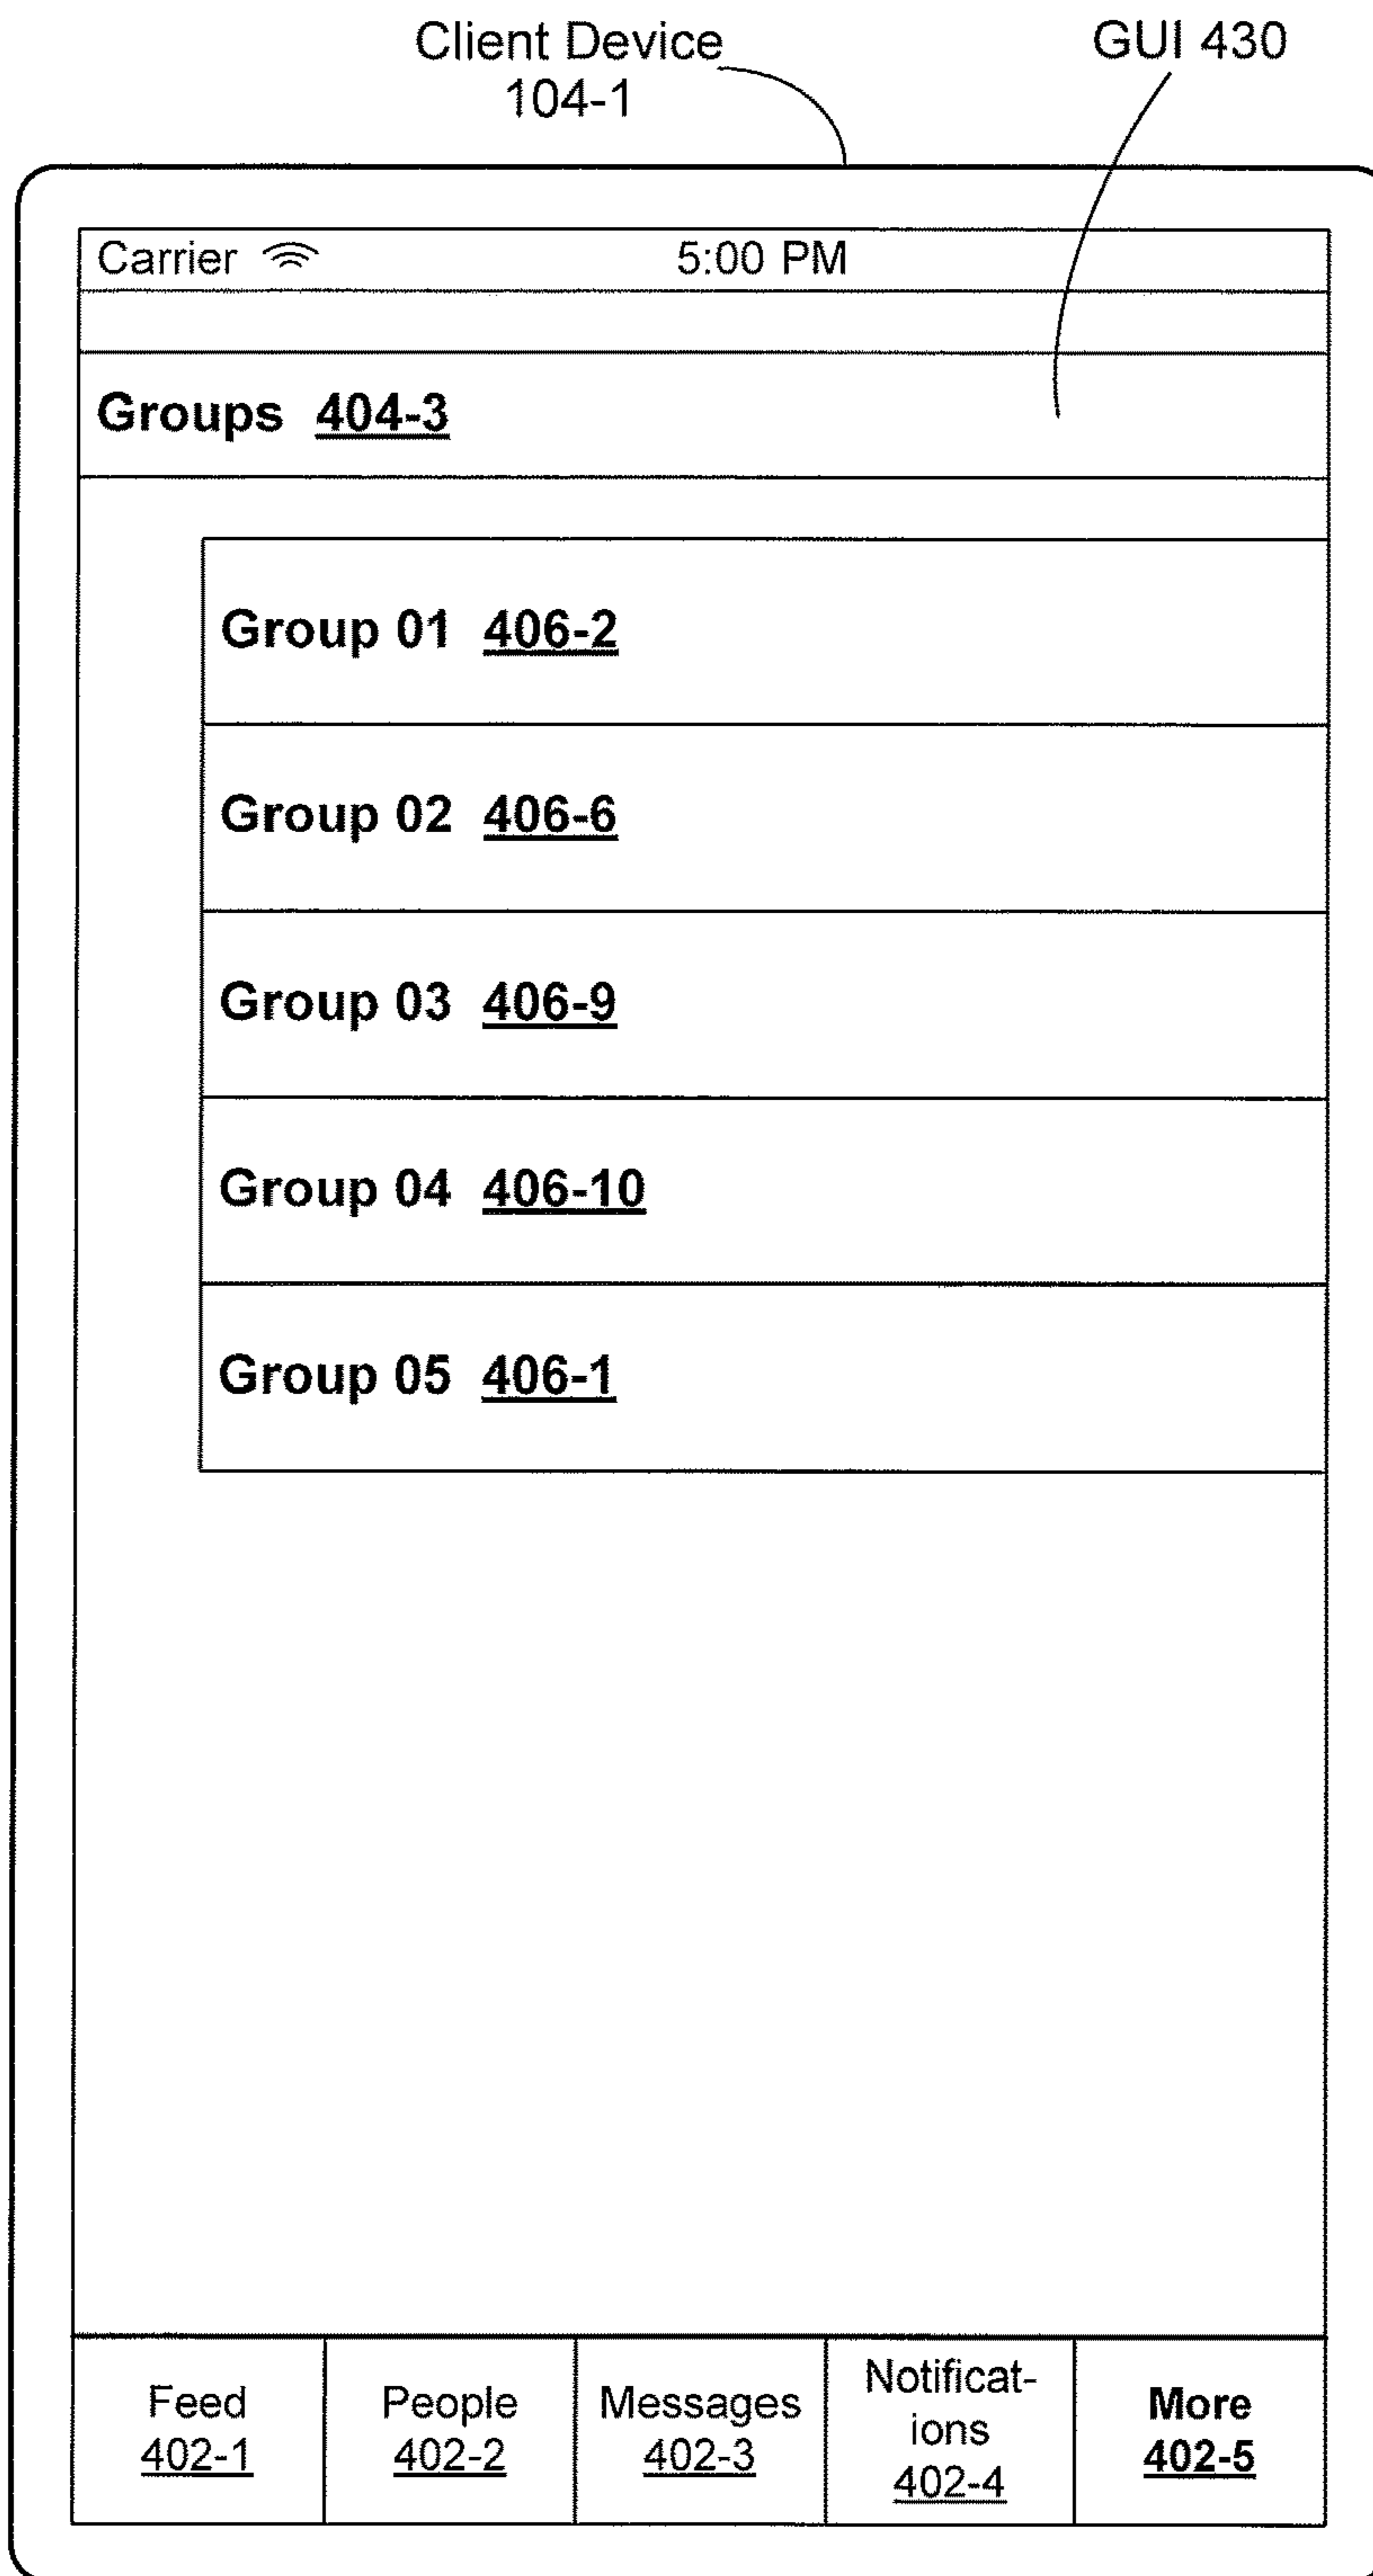 Client Device
104-1
GUI 430
Carrier 5:00 PM
Groups 404-3
Group 01 406-2
Group 02 406-6
Group 03 406-9
Group 04 406-10
Group 05 406-1
Feed
402-1
People
402-2
Messages
402-3
Notificat-
ions
402-4
More
402-5